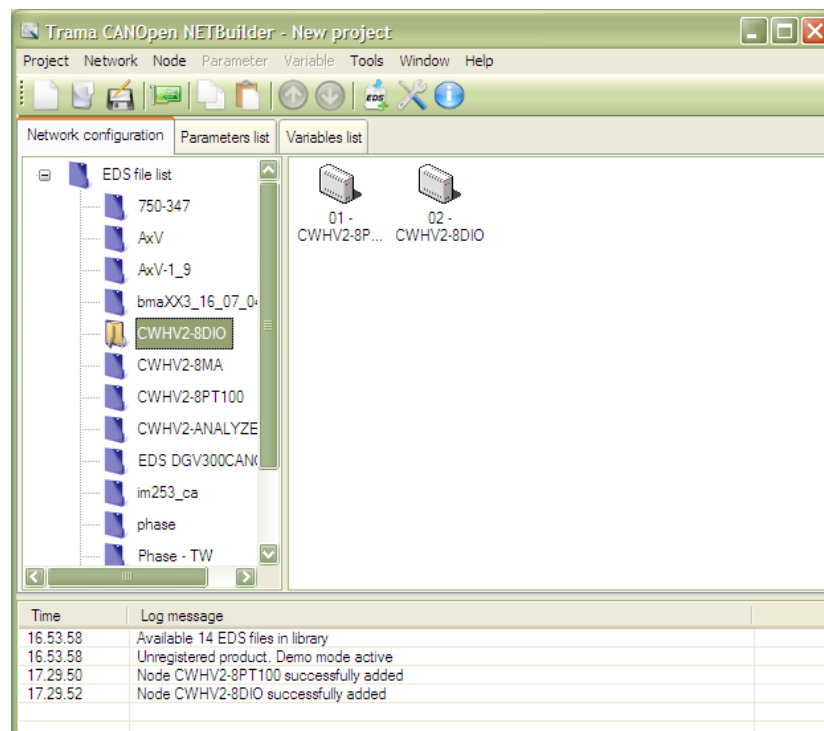 Trama CANOpen NETBuilder - New project
Project Network Node Parameter Variable Tools Window Help
EDS
Network configuration Parameters list Variables list
EDS file list
750-347
AxV
AxV-1_9
bmaXX3_16_07_04
CWHV2-8DIO
CWHV2-8MA
CWHV2-8PT100
CWHV2-ANALYZE
EDS DGV300CAN
im253_ca
phase
Phase - TW
01 -
CWHV2-8P...
02 -
CWHV2-8DIO
Time Log message
16.53.58 Available 14 EDS files in library
16.53.58 Unregistered product. Demo mode active
17.29.50 Node CWHV2-8PT100 successfully added
17.29.52 Node CWHV2-8DIO successfully added